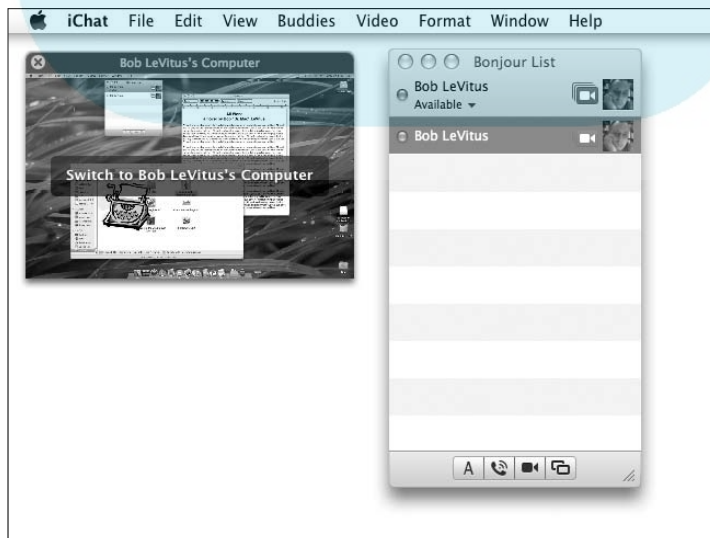 iChat File Edit View Buddies Video Format Window Help
Bob LeVitus's Computer
Switch to Bob LeVitus's Computer
Bonjour List
Bob LeVitus
Available
Bob LeVitus
A